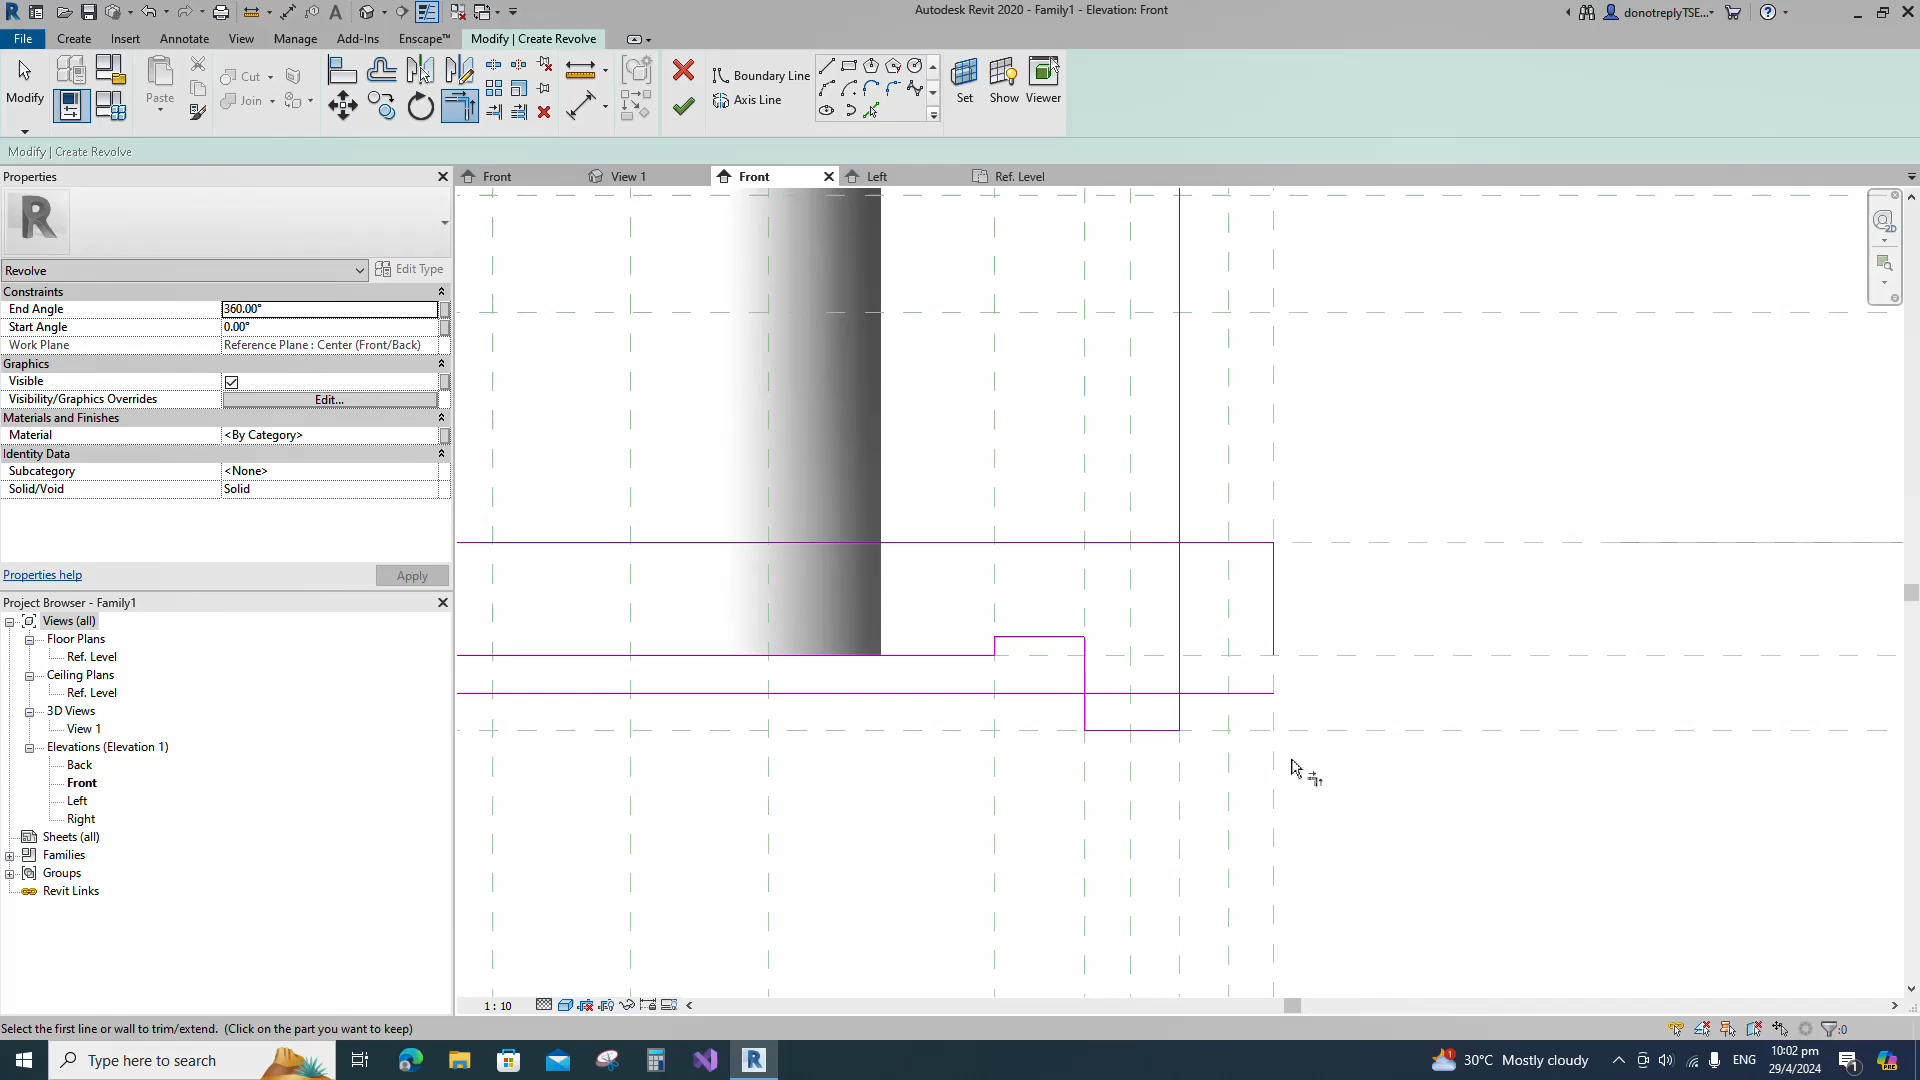 Autodesk Revit 2020 - Family1 - Elevation: Front
donotreplyTSE...
File
Create
Insert
Annotate
View
Manage
Add-Ins
Enscape™
Modify | Create Revolve
Modify
Paste
Cut
Join
Boundary Line
Axis Line
Set
Show
Viewer
Modify | Create Revolve
Properties
Front
View 1
Front
Left
Ref. Level
2D
R
Revolve
Edit Type
Constraints
End Angle
360.00°
Start Angle
0.00°
Work Plane
Reference Plane : Center (Front/Back)
Graphics
Visible
Visibility/Graphics Overrides
Edit...
Materials and Finishes
Material
<By Category>
Identity Data
Subcategory
<None>
Solid/Void
Solid
Properties help
Apply
Project Browser - Family1
Views (all)
Floor Plans
Ref. Level
Ceiling Plans
Ref. Level
3D Views
View 1
Elevations (Elevation 1)
Back
Front
Left
Right
Sheets (all)
Families
Groups
Revit Links
1 : 10
Select the first line or wall to trim/extend. (Click on the part you want to keep)
:0
Type here to search
30°C Mostly cloudy
ENG
10:02 pm
29/4/2024
1
PRE